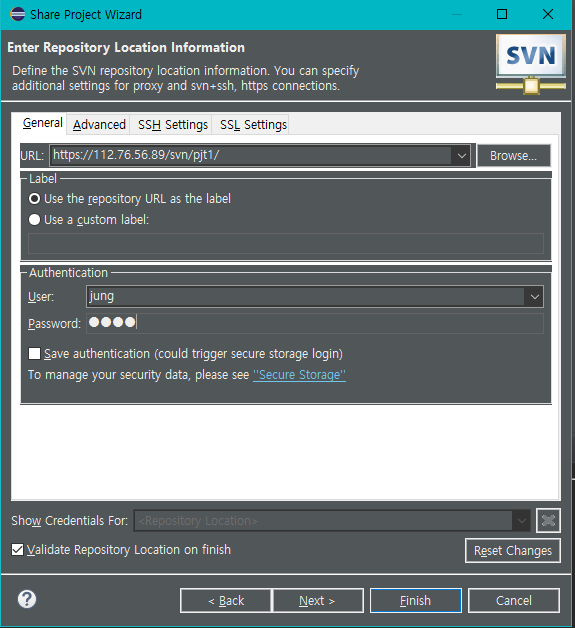 Share Project Wizard
Enter Repository Location Information
Define the SVN repository location information. You can specify
additional settings for proxy and svn+ssh, https connections.
SVN
General
Advanced
SSH Settings
SSL Settings
URL:
https://112.76.56.89/svn/pjt1/
Browse...
Label
Use the repository URL as the label
Use a custom label:
Authentication
User:
jung
Password:
●●●●
Save authentication (could trigger secure storage login)
To manage your security data, please see "Secure Storage"
Show Credentials For:
<Repository Location>
Validate Repository Location on finish
Reset Changes
?
< Back
Next >
Finish
Cancel